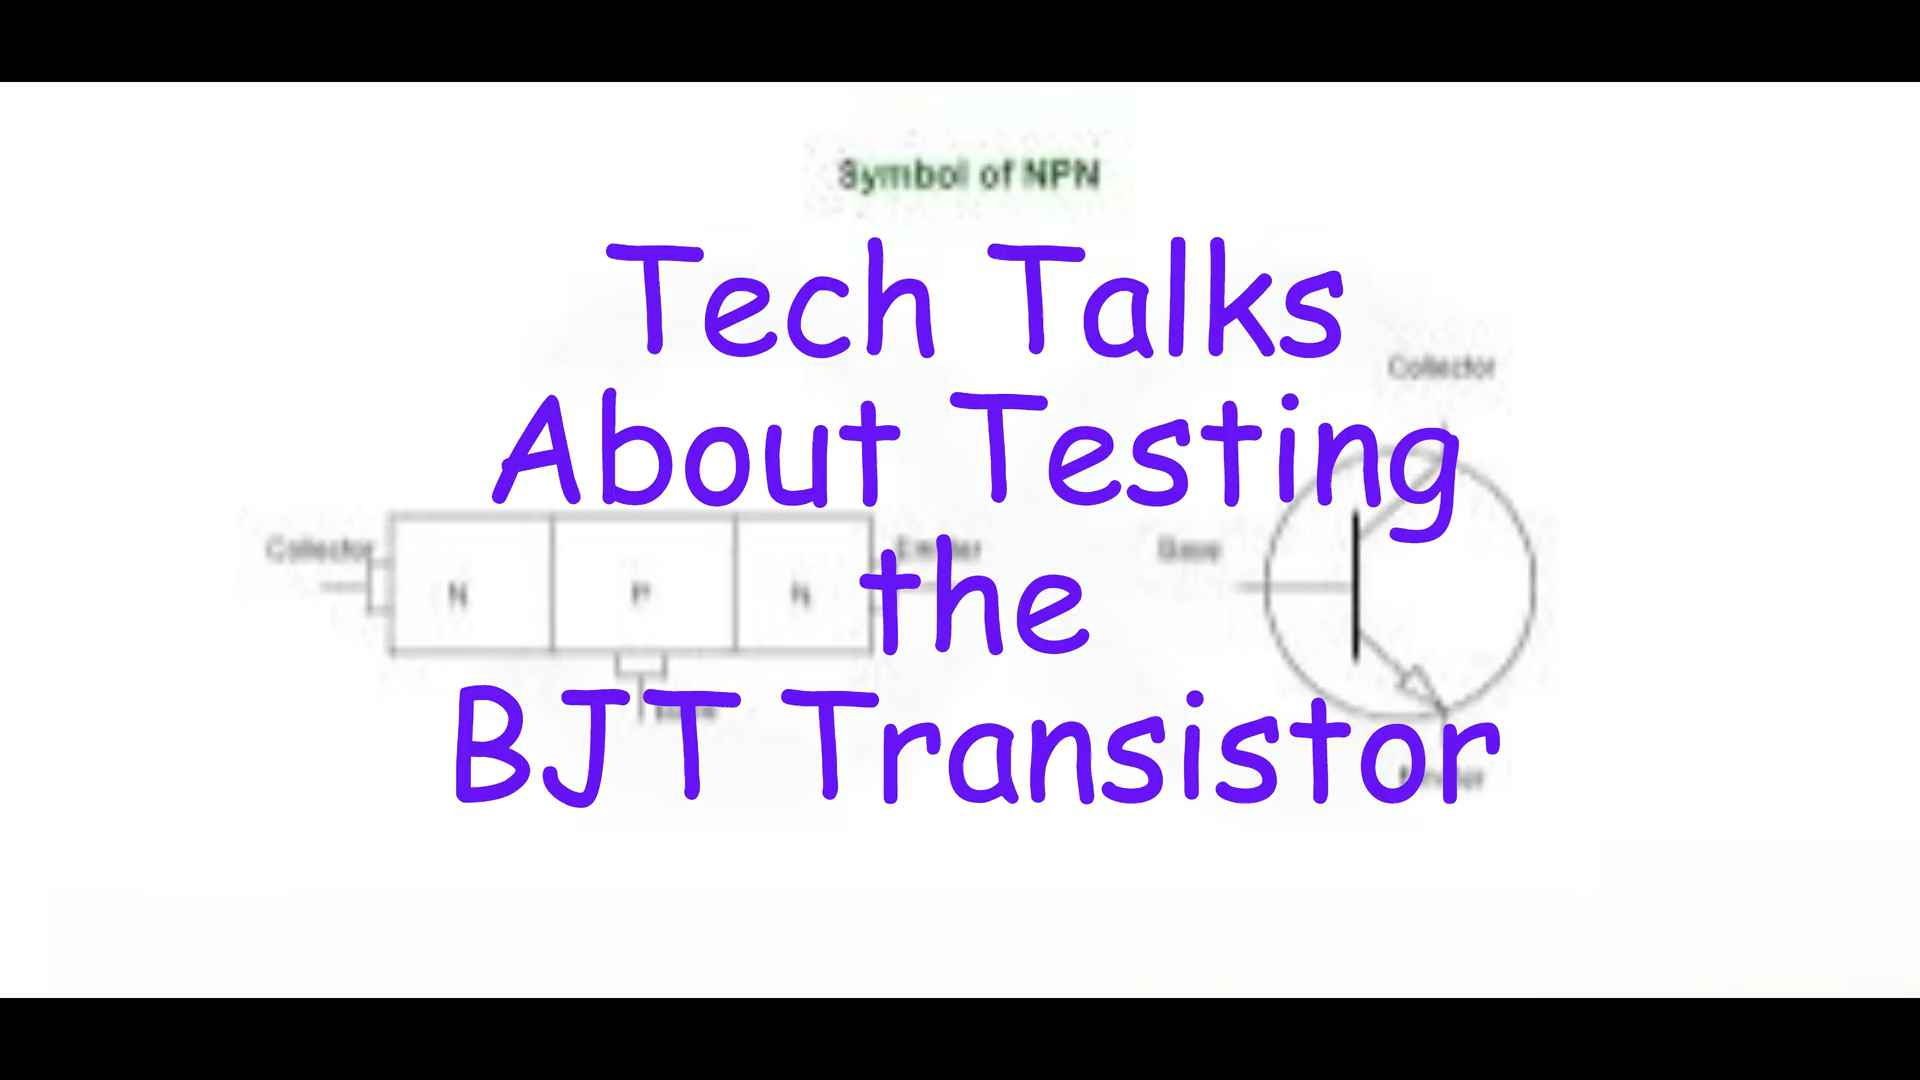 Symbol of NPN
Tech Talks
Collector
About Testing
Collector
Base
N
P
N
the
BJT Transistor